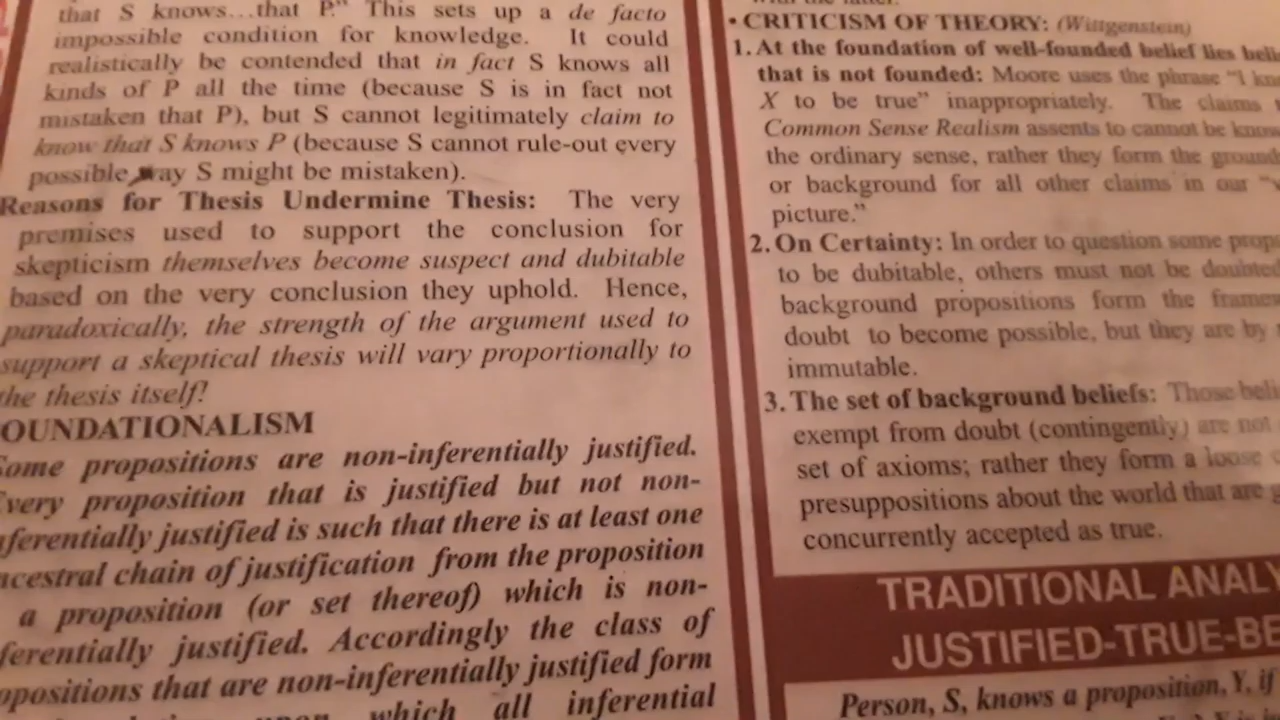 that S knows…that P." This sets up a de facto
impossible condition for knowledge. It could
realistically be contended that in fact S knows all
kinds of P all the time (because S is in fact not
mistaken that P), but S cannot legitimately claim to
know that S knows P (because S cannot rule-out every
possible way S might be mistaken).
Reasons for Thesis Undermine Thesis: The very
premises used to support the conclusion for
skepticism themselves become suspect and dubitable
based on the very conclusion they uphold. Hence,
paradoxically, the strength of the argument used to
support a skeptical thesis will vary proportionally to
the thesis itself!
OUNDATIONALISM
Some propositions are non-inferentially justified.
Every proposition that is justified but not non-
nferentially justified is such that there is at least one
ncestral chain of justification from the proposition
a proposition (or set thereof) which is non-
ferentially justified. Accordingly the class of
opositions that are non-inferentially justified form
upon which all inferential
• CRITICISM OF THEORY: (Wittgenstein)
1. At the foundation of well-founded belief lies beli
that is not founded: Moore uses the phrase "I kno
X to be true" inappropriately. The claims
Common Sense Realism assents to cannot be know
the ordinary sense, rather they form the ground
or background for all other claims in our "w
picture."
2. On Certainty: In order to question some prop
to be dubitable, others must not be doubted
background propositions form the frame
doubt to become possible, but they are by
immutable.
3. The set of background beliefs: Those beli
exempt from doubt (contingently) are not
set of axioms; rather they form a loose
presuppositions about the world that are
concurrently accepted as true.
TRADITIONAL ANALY
JUSTIFIED-TRUE-BE
Person, S, knows a proposition, Y, if